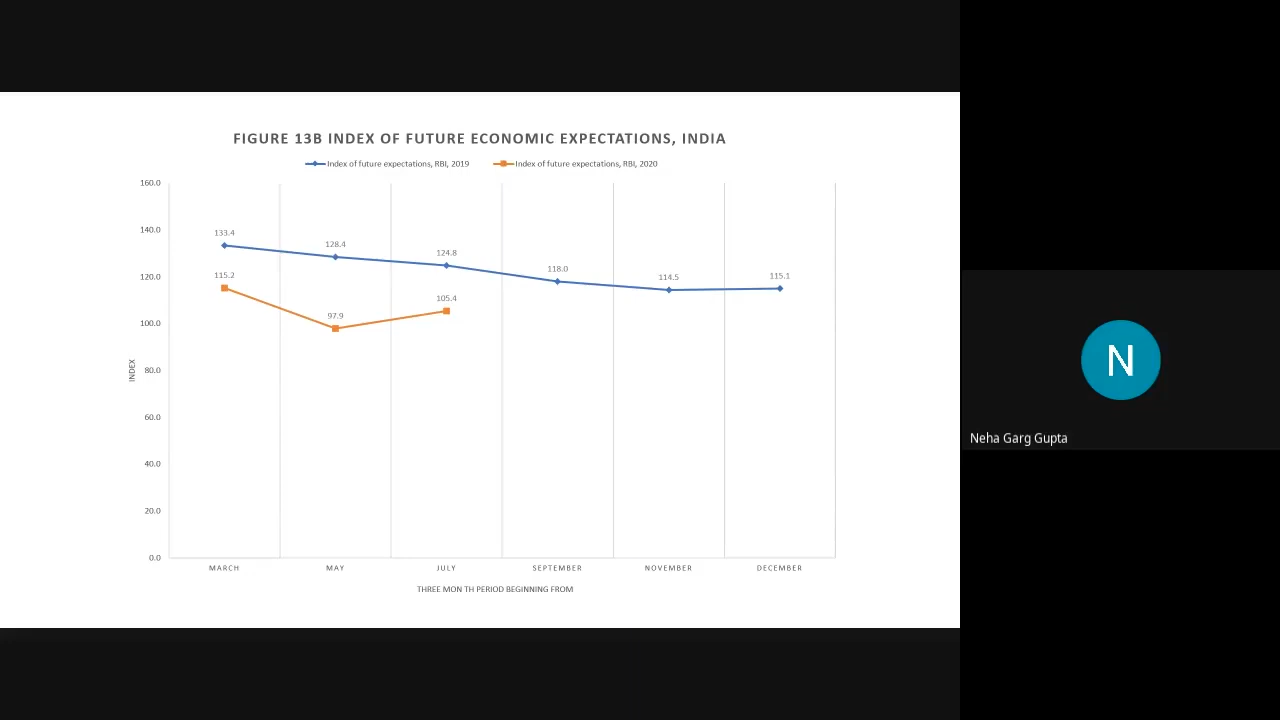 FIGURE 13B INDEX OF FUTURE ECONOMIC EXPECTATIONS, INDIA
Index of future expectations, RBI, 2019 Index of future expectations, RBI, 2020
160.0
140.0
120.0
100.0
80.0
60.0
40.0
20.0
0.0
INDEX
133.4
128.4
124.8
118.0
114.5
115.1
115.2
97.9
105.4
MARCH MAY JULY SEPTEMBER NOVEMBER DECEMBER
THREE MON TH PERIOD BEGINNING FROM
N
Neha Garg Gupta